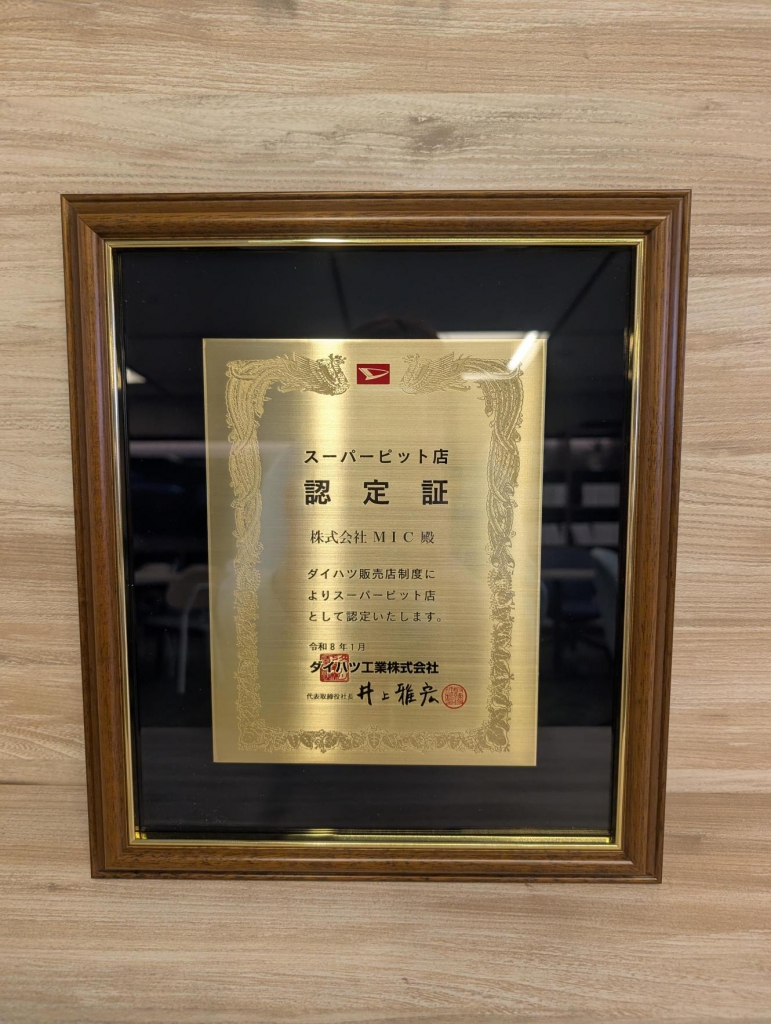 スーパーピット店
認定証
株式会社MIC殿
ダイハツ販売店制度に
よりスーパーピット店
として認定いたします。
令和8年1月
ダイハツ工業株式会社
代表取締役社長 井上雅宏